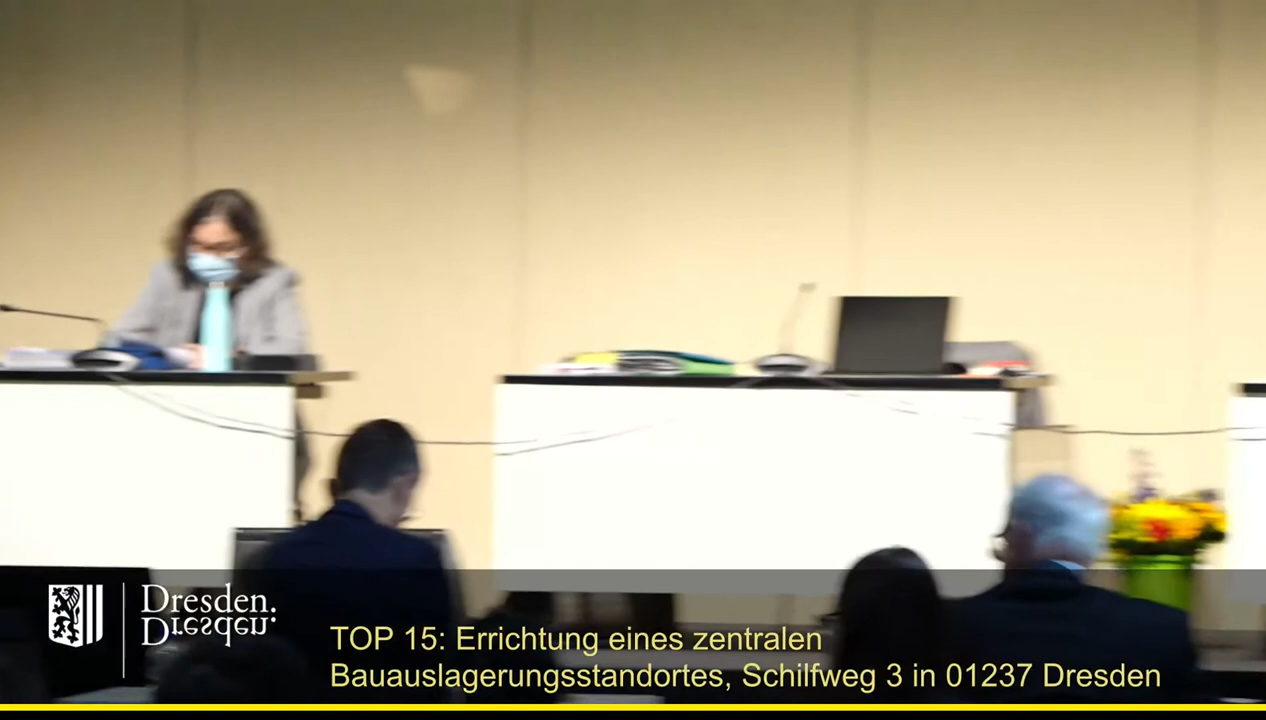 Dresden.
Dresden.
TOP 15: Errichtung eines zentralen
Bauauslagerungsstandortes, Schilfweg 3 in 01237 Dresden